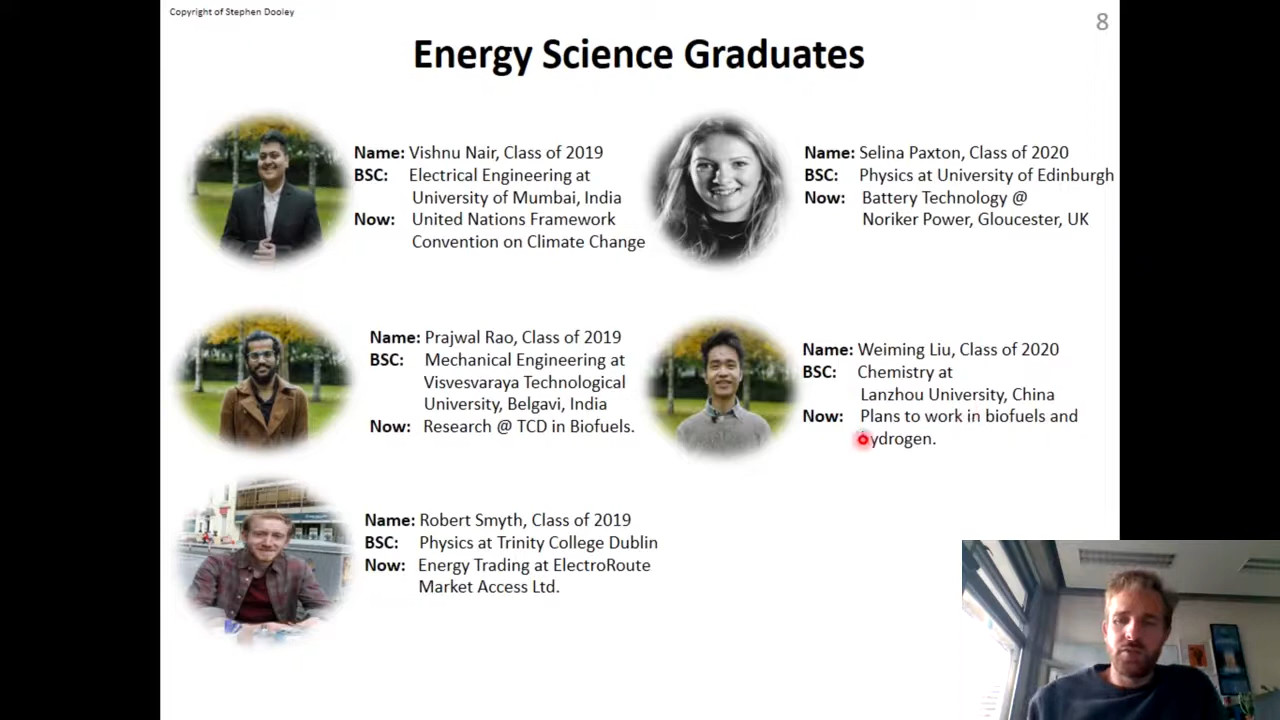 Copyright of Stephen Dooley
8
Energy Science Graduates
Name: Vishnu Nair, Class of 2019
BSC: Electrical Engineering at
University of Mumbai, India
Now: United Nations Framework
Convention on Climate Change
Name: Selina Paxton, Class of 2020
BSC: Physics at University of Edinburgh
Now: Battery Technology @
Noriker Power, Gloucester, UK
Name: Prajwal Rao, Class of 2019
BSC: Mechanical Engineering at
Visvesvaraya Technological
University, Belgavi, India
Now: Research @ TCD in Biofuels.
Name: Weiming Liu, Class of 2020
BSC: Chemistry at
Lanzhou University, China
Now: Plans to work in biofuels and
hydrogen.
Name: Robert Smyth, Class of 2019
BSC: Physics at Trinity College Dublin
Now: Energy Trading at ElectroRoute
Market Access Ltd.